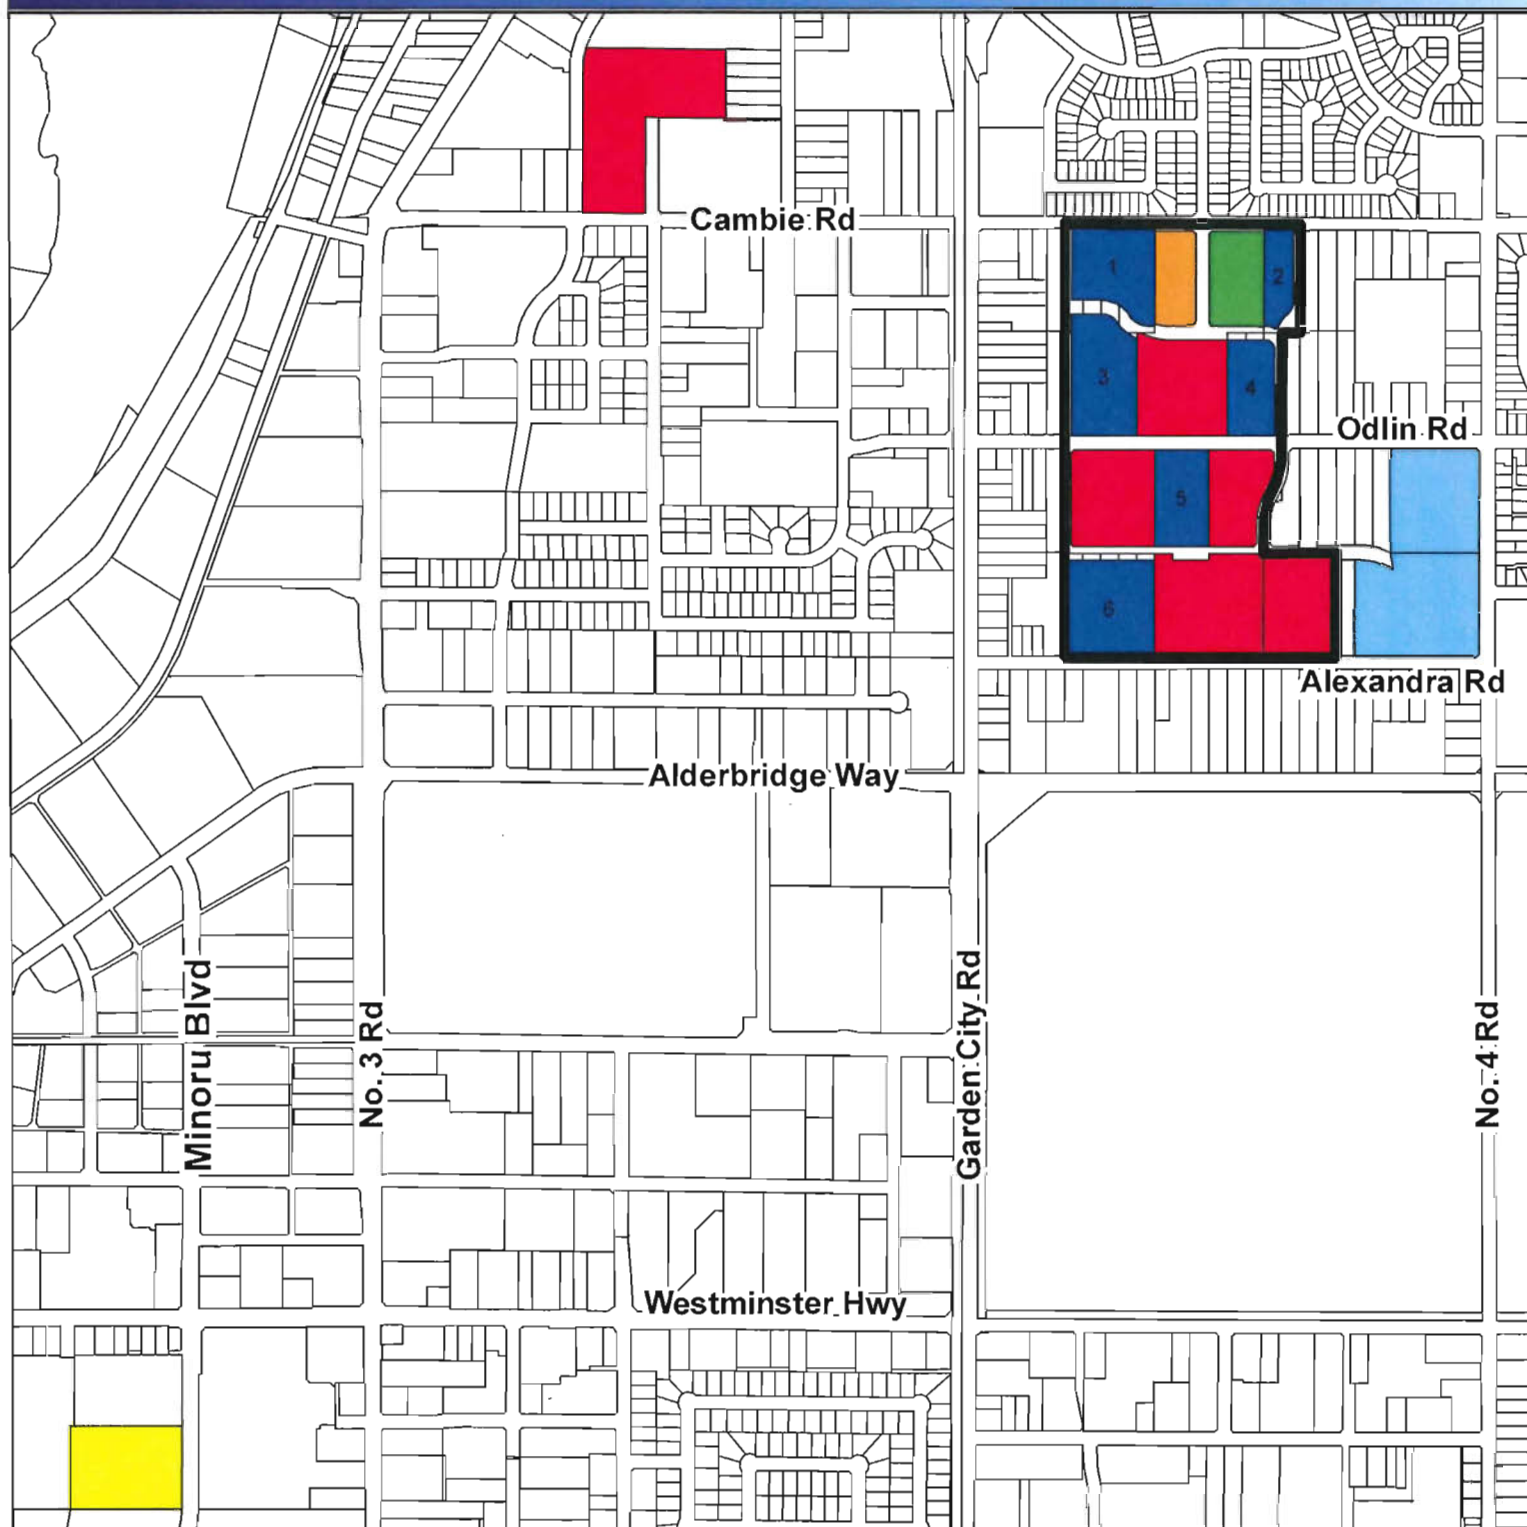 Cambie Rd
1
2
3
4
Odlin Rd
5
6
Alexandra Rd
Alderbridge Way
Minoru Blvd
No. 3 Rd
Garden City Rd
No. 4 Rd
Westminster Hwy